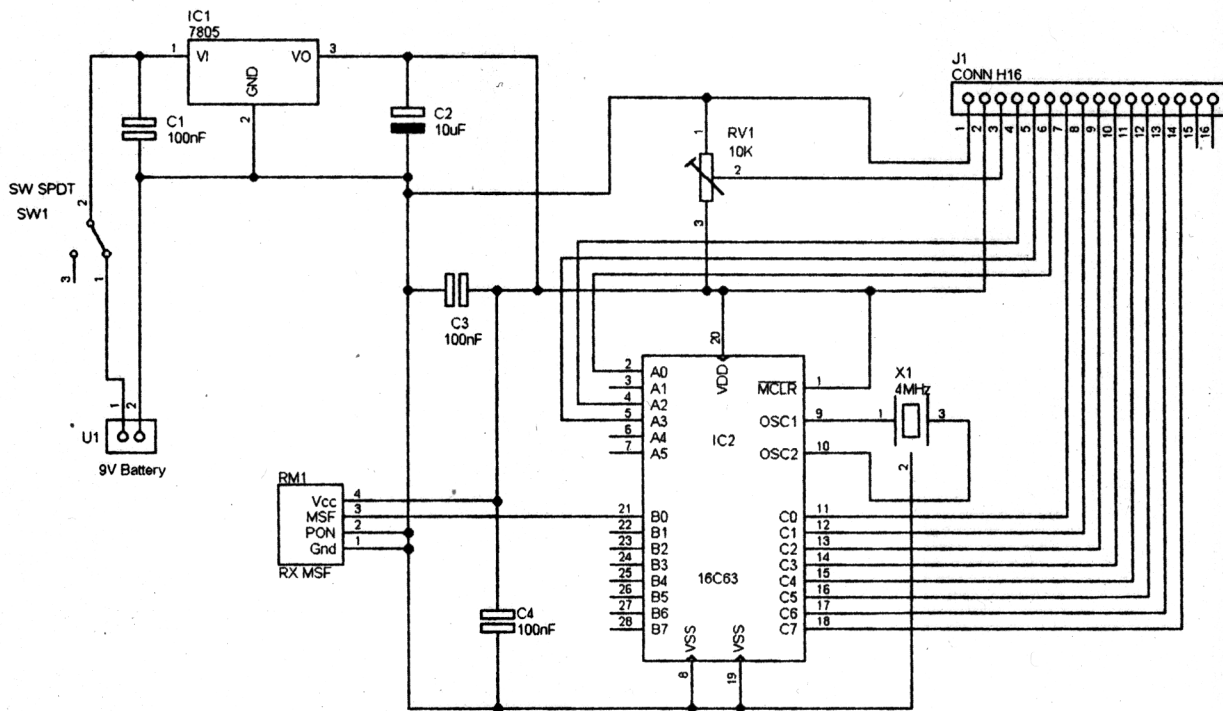 IC1
7805
1 VI VO 3
GND
2
C1
100nF
C2
10uF
SW SPDT
SW1
2
3
1
1 2
U1
9V Battery
J1
CONN H16
1 2 3 4 5 6 7 8 9 10 11 12 13 14 15 16
RV1
10K
1
2
3
C3
100nF
RM1
Vcc 4
MSF 3
PON 2
Gnd 1
RX MSF
C4
100nF
IC2
16C63
20
VDD
2 A0
3 A1
4 A2
5 A3
6 A4
7 A5
21 B0
22 B1
23 B2
24 B3
25 B4
26 B5
27 B6
28 B7
MCLR 1
OSC1 9
OSC2 10
C0 11
C1 12
C2 13
C3 14
C4 15
C5 16
C6 17
C7 18
VSS VSS
8 19
X1
4MHz
1 3
2